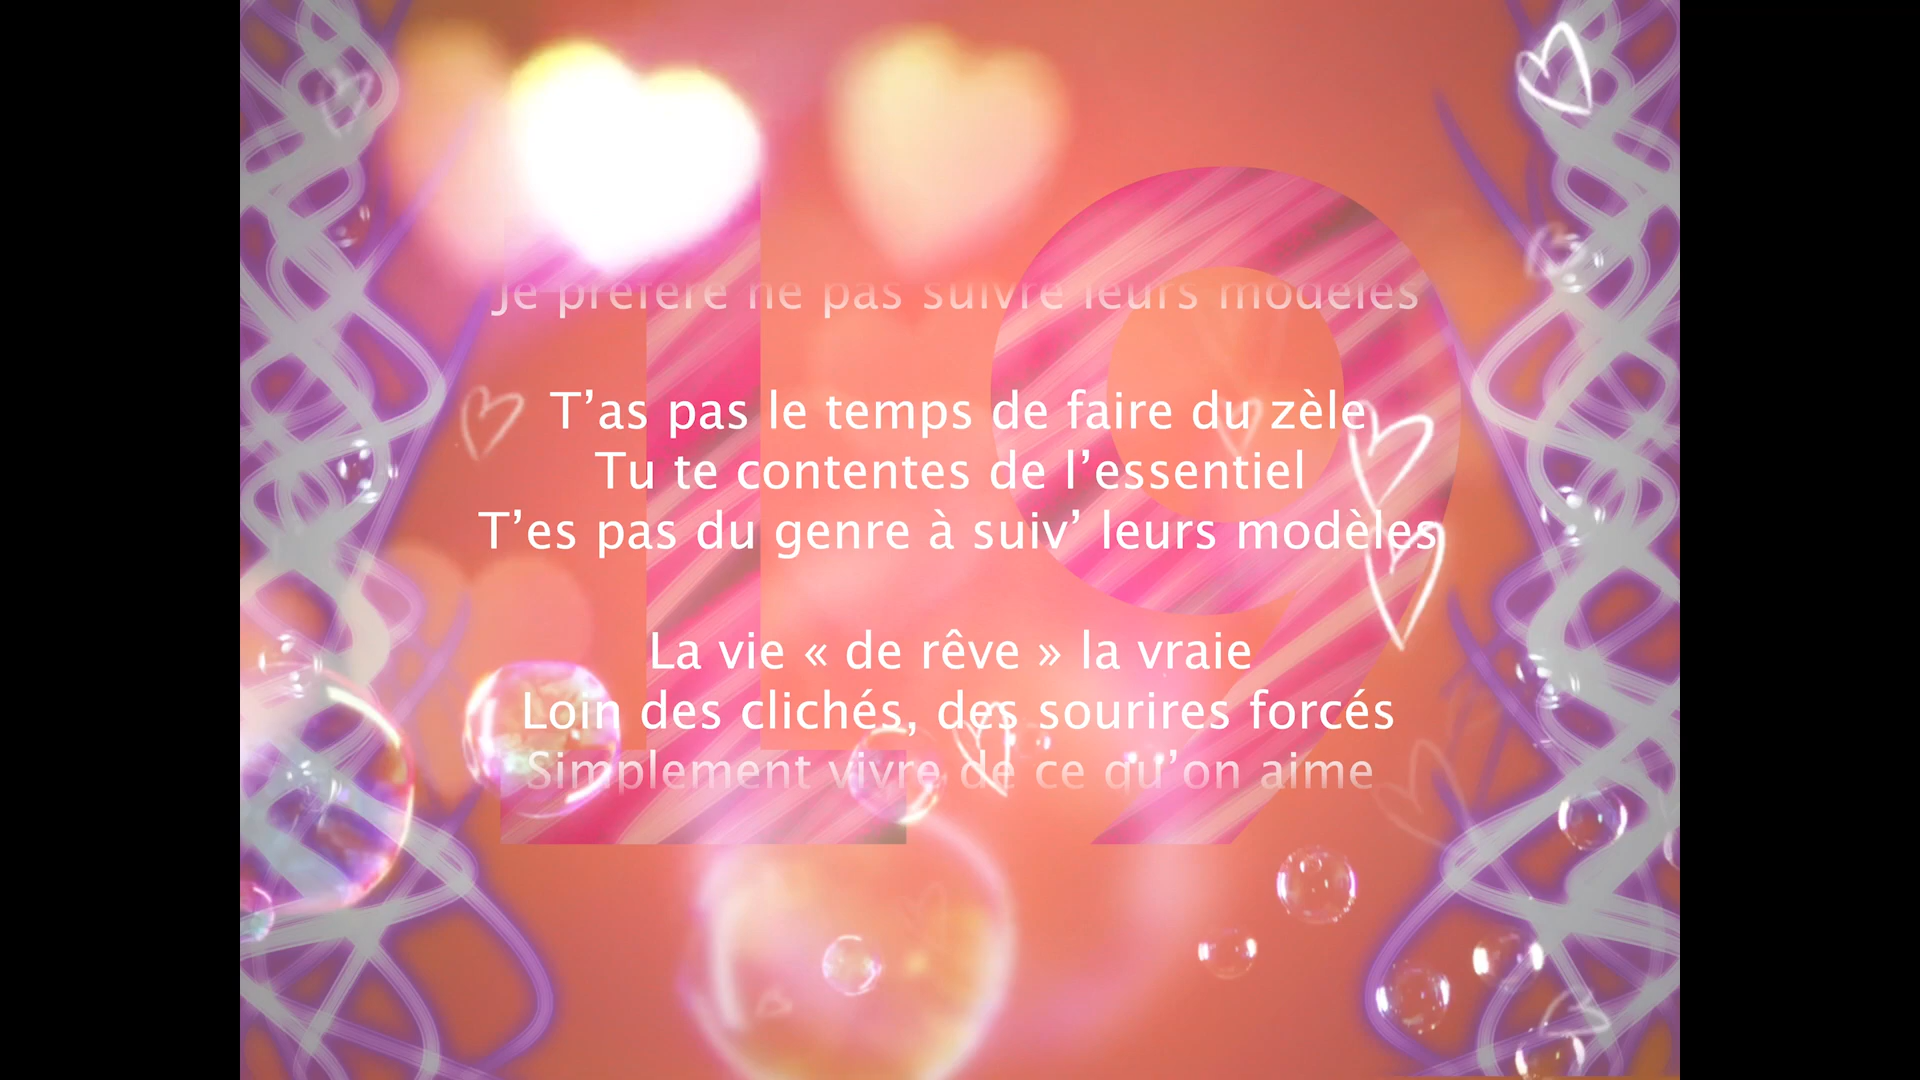 19
Je préfère ne pas suivre leurs modèles
T’as pas le temps de faire du zèle
Tu te contentes de l’essentiel
T’es pas du genre à suiv’ leurs modèles
La vie « de rêve » la vraie
Loin des clichés, des sourires forcés
Simplement vivre de ce qu’on aime